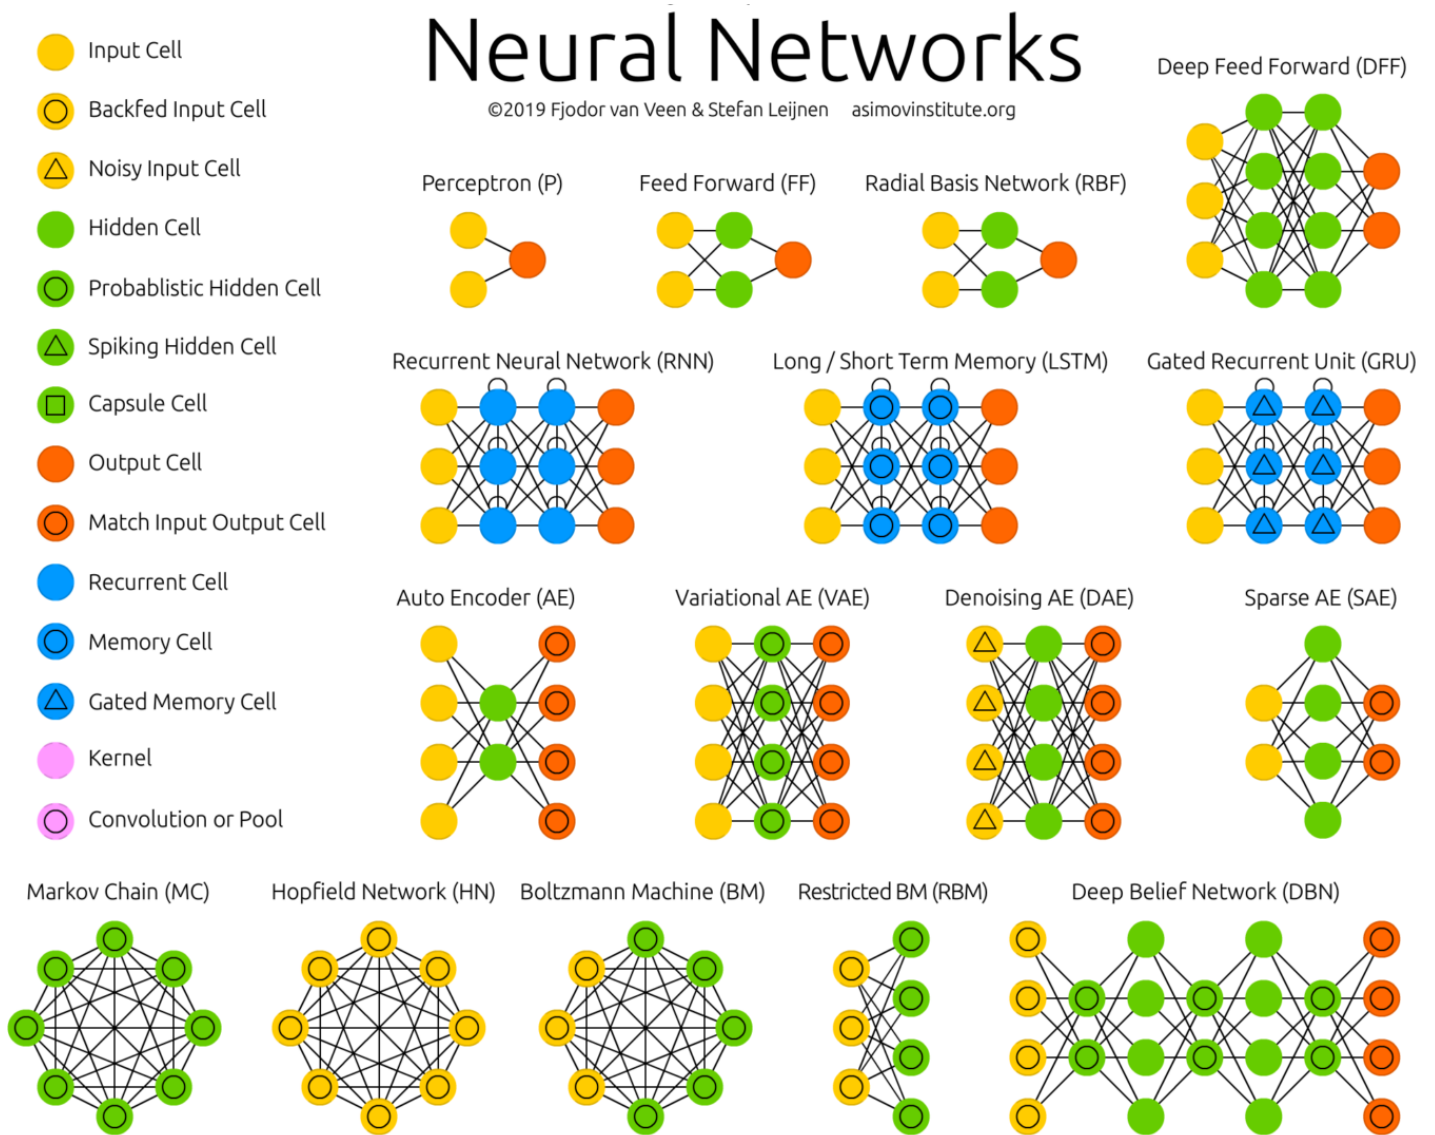 Neural Networks
©2019 Fjodor van Veen & Stefan Leijnen asimovinstitute.org
Input Cell
Backfed Input Cell
Noisy Input Cell
Hidden Cell
Probablistic Hidden Cell
Spiking Hidden Cell
Capsule Cell
Output Cell
Match Input Output Cell
Recurrent Cell
Memory Cell
Gated Memory Cell
Kernel
Convolution or Pool
Deep Feed Forward (DFF)
Perceptron (P)
Feed Forward (FF)
Radial Basis Network (RBF)
Recurrent Neural Network (RNN)
Long / Short Term Memory (LSTM)
Gated Recurrent Unit (GRU)
Auto Encoder (AE)
Variational AE (VAE)
Denoising AE (DAE)
Sparse AE (SAE)
Markov Chain (MC)
Hopfield Network (HN)
Boltzmann Machine (BM)
Restricted BM (RBM)
Deep Belief Network (DBN)